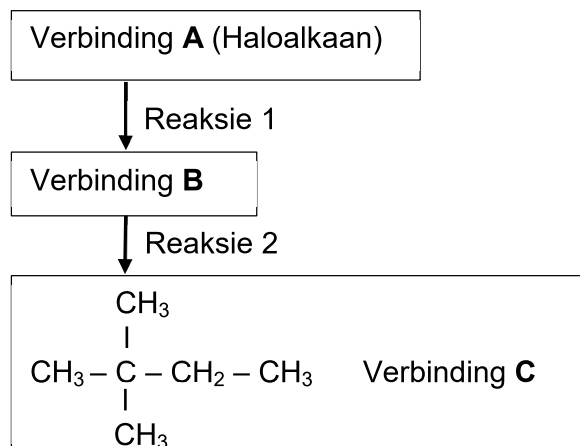 Verbinding A (Haloalkaan)
Reaksie 1
Verbinding B
Reaksie 2
CH₃
CH₃ – C – CH₂ – CH₃ Verbinding C
CH₃